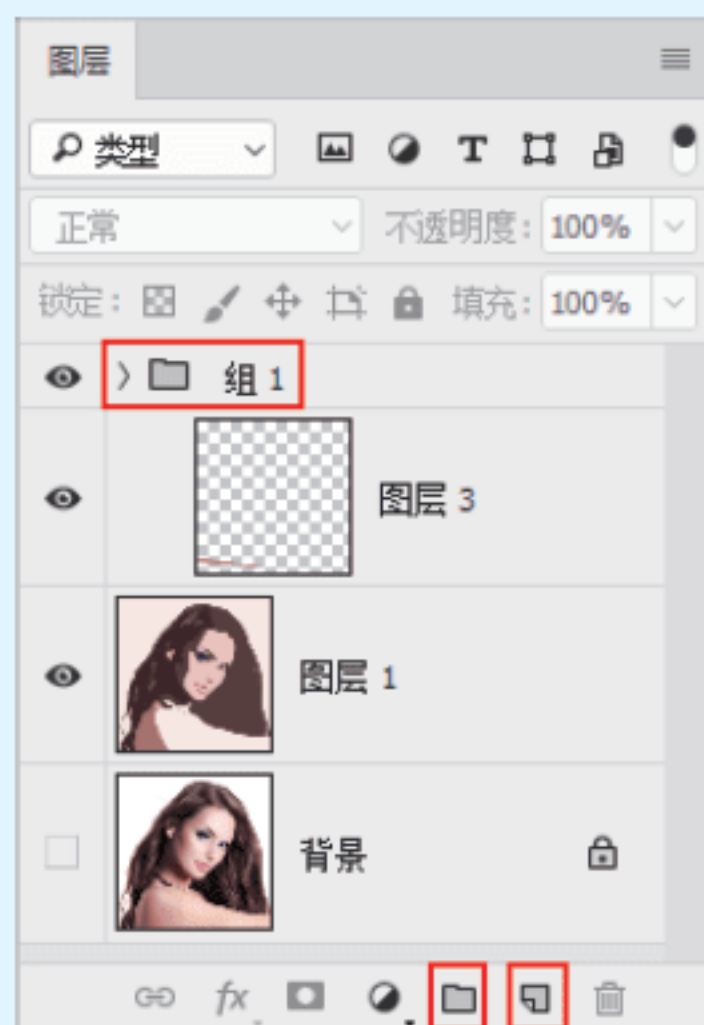 图层
类型 T
正常 不透明度: 100%
锁定: 填充: 100%
组 1
图层 3
图层 1
背景
fx